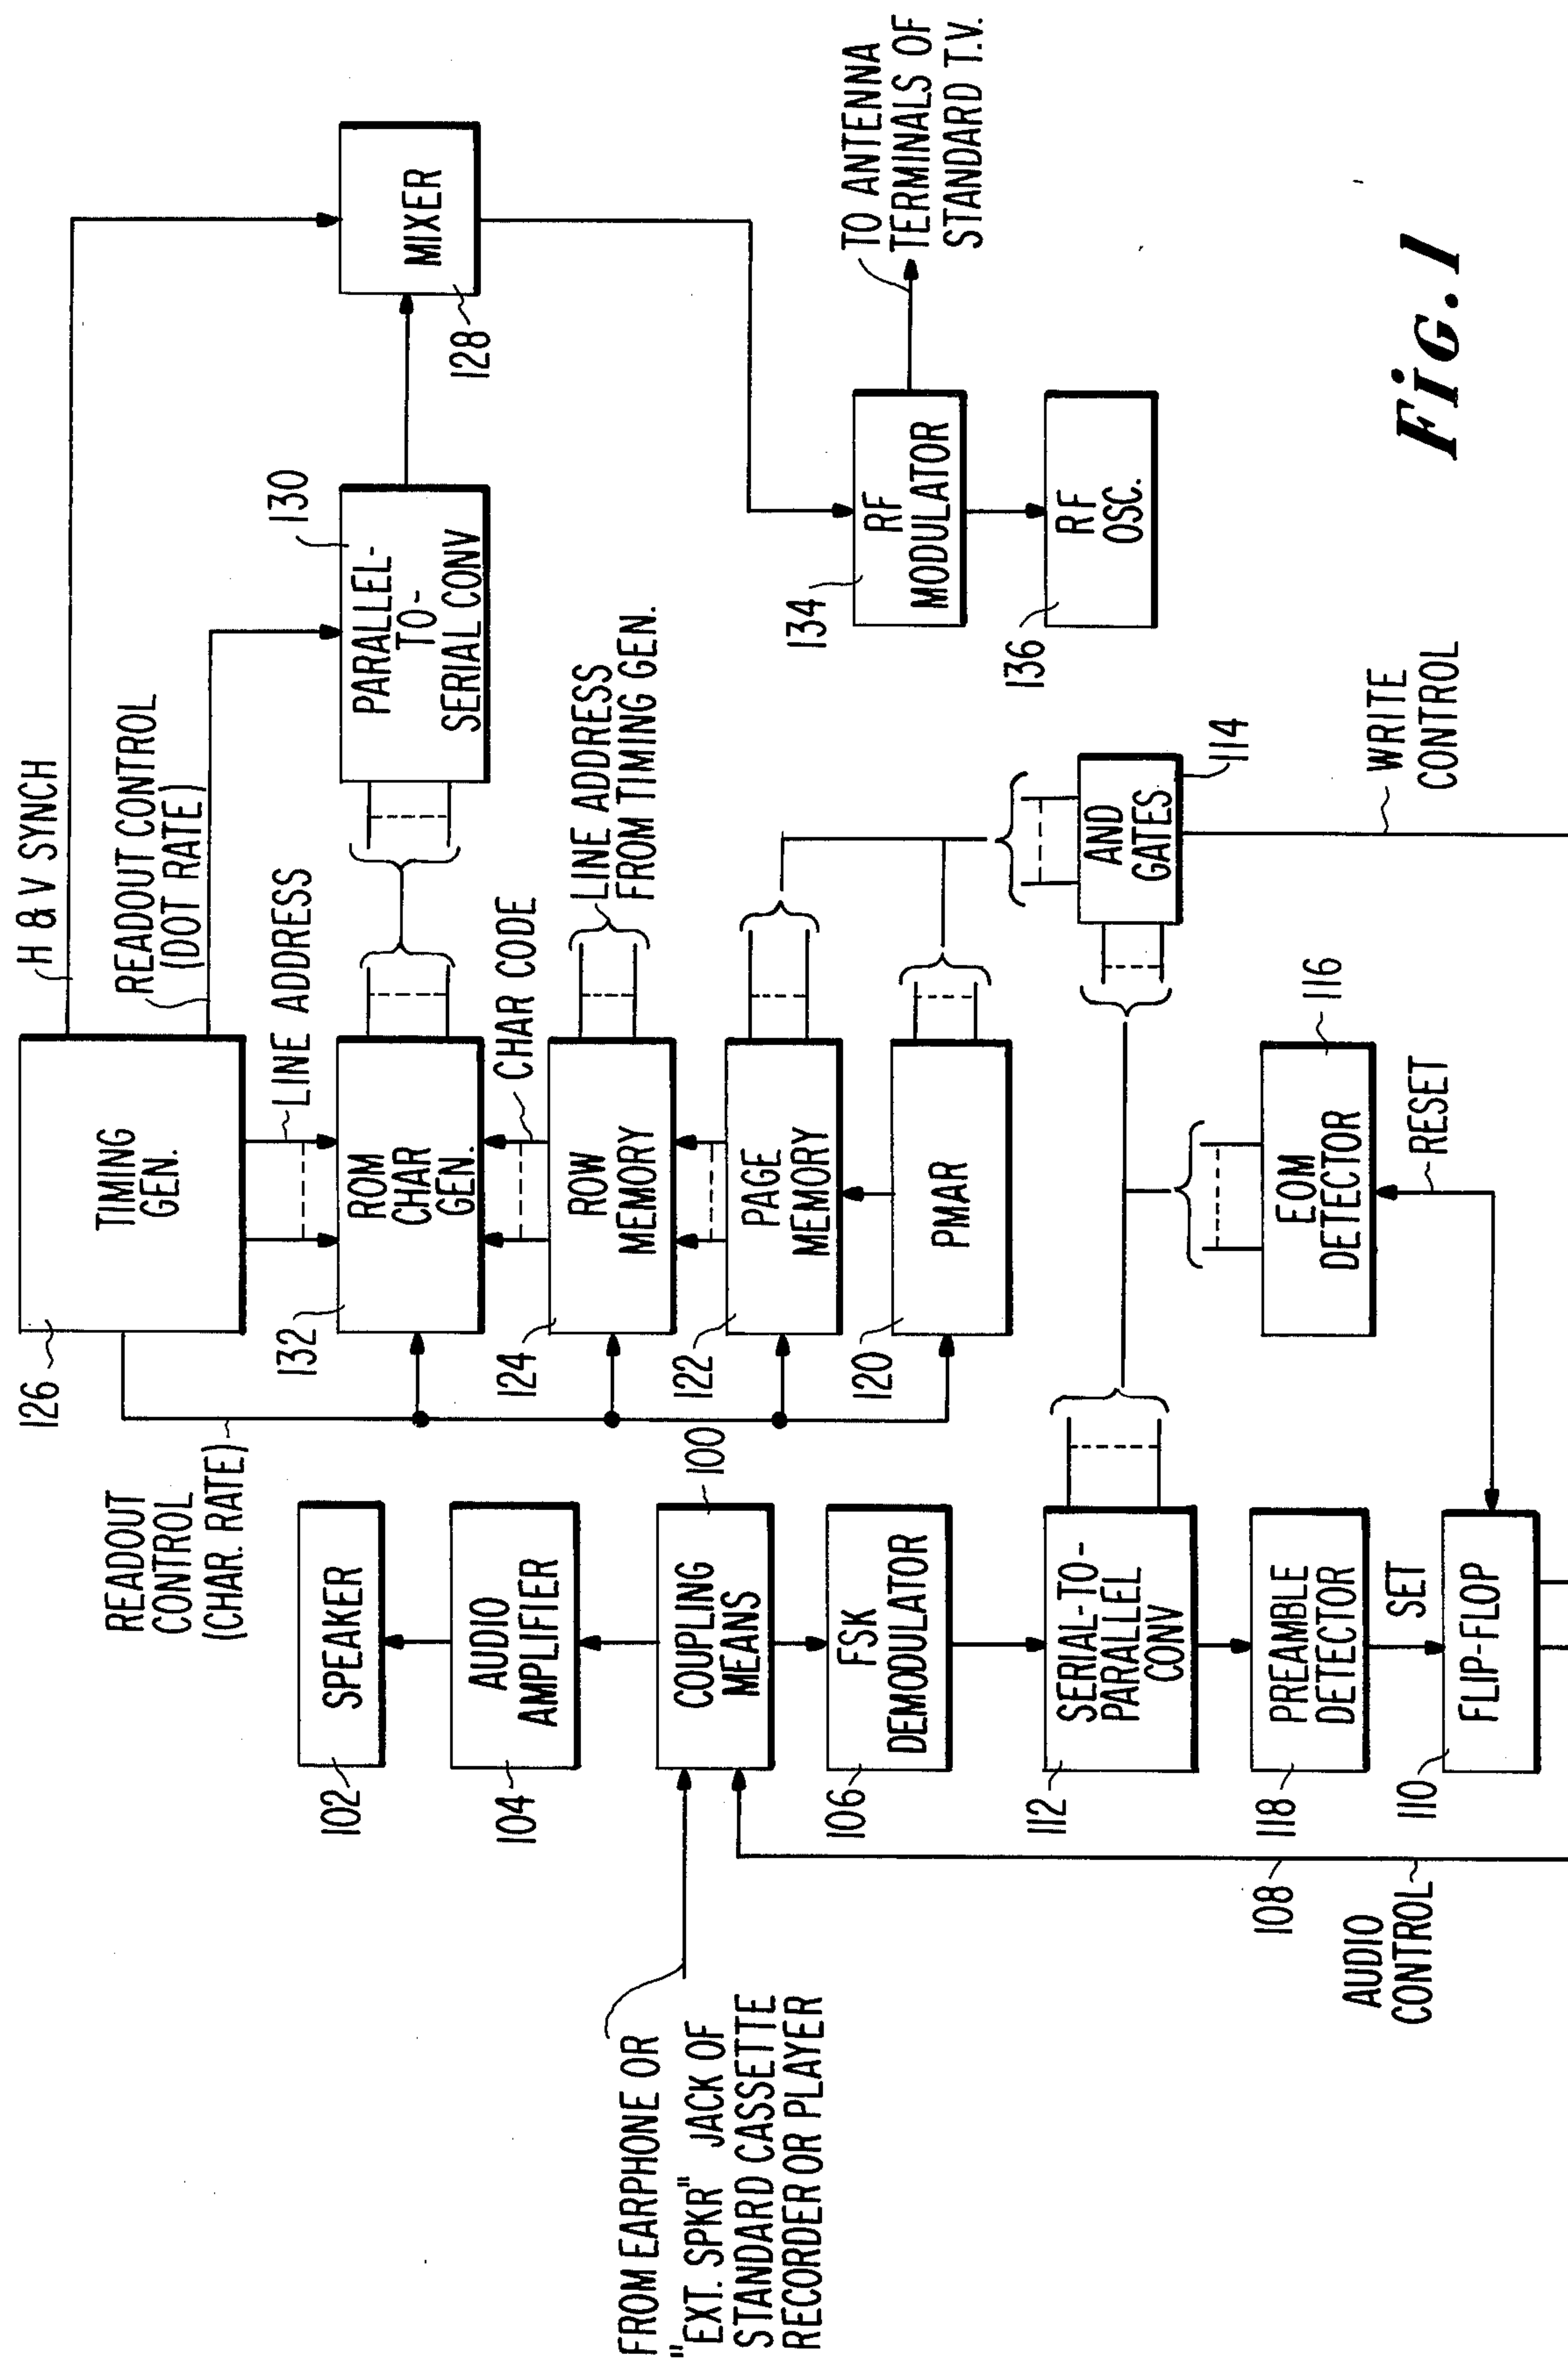 H & V SYNCH
READOUT CONTROL
(DOT RATE)
126
TIMING
GEN.
READOUT
CONTROL
(CHAR. RATE)
LINE ADDRESS
130
PARALLEL-
TO-
SERIAL CONV
MIXER
128
132
ROM
CHAR
GEN.
CHAR CODE
124
ROW
MEMORY
LINE ADDRESS
FROM TIMING GEN.
122
PAGE
MEMORY
120
PMAR
134
RF
MODULATOR
TO ANTENNA
TERMINALS OF
STANDARD T.V.
136
RF
OSC.
102
SPEAKER
104
AUDIO
AMPLIFIER
100
COUPLING
MEANS
FROM EARPHONE OR
"EXT. SPKR" JACK OF
STANDARD CASSETTE
RECORDER OR PLAYER
106
FSK
DEMODULATOR
112
SERIAL-TO-
PARALLEL
CONV
AND
GATES
114
116
EOM
DETECTOR
118
PREAMBLE
DETECTOR
SET
RESET
110
FLIP-FLOP
108
AUDIO
CONTROL
WRITE
CONTROL
FiG. 1